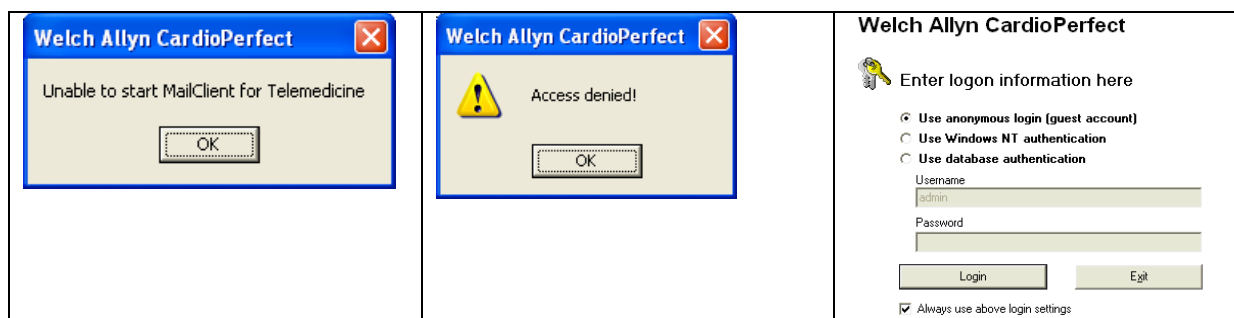 Welch Allyn CardioPerfect
Unable to start MailClient for Telemedicine
OK
Welch Allyn CardioPerfect
Access denied!
OK
Welch Allyn CardioPerfect
Enter logon information here
Use anonymous login (guest account)
Use Windows NT authentication
Use database authentication
Username
admin
Password
Login Exit
Always use above login settings